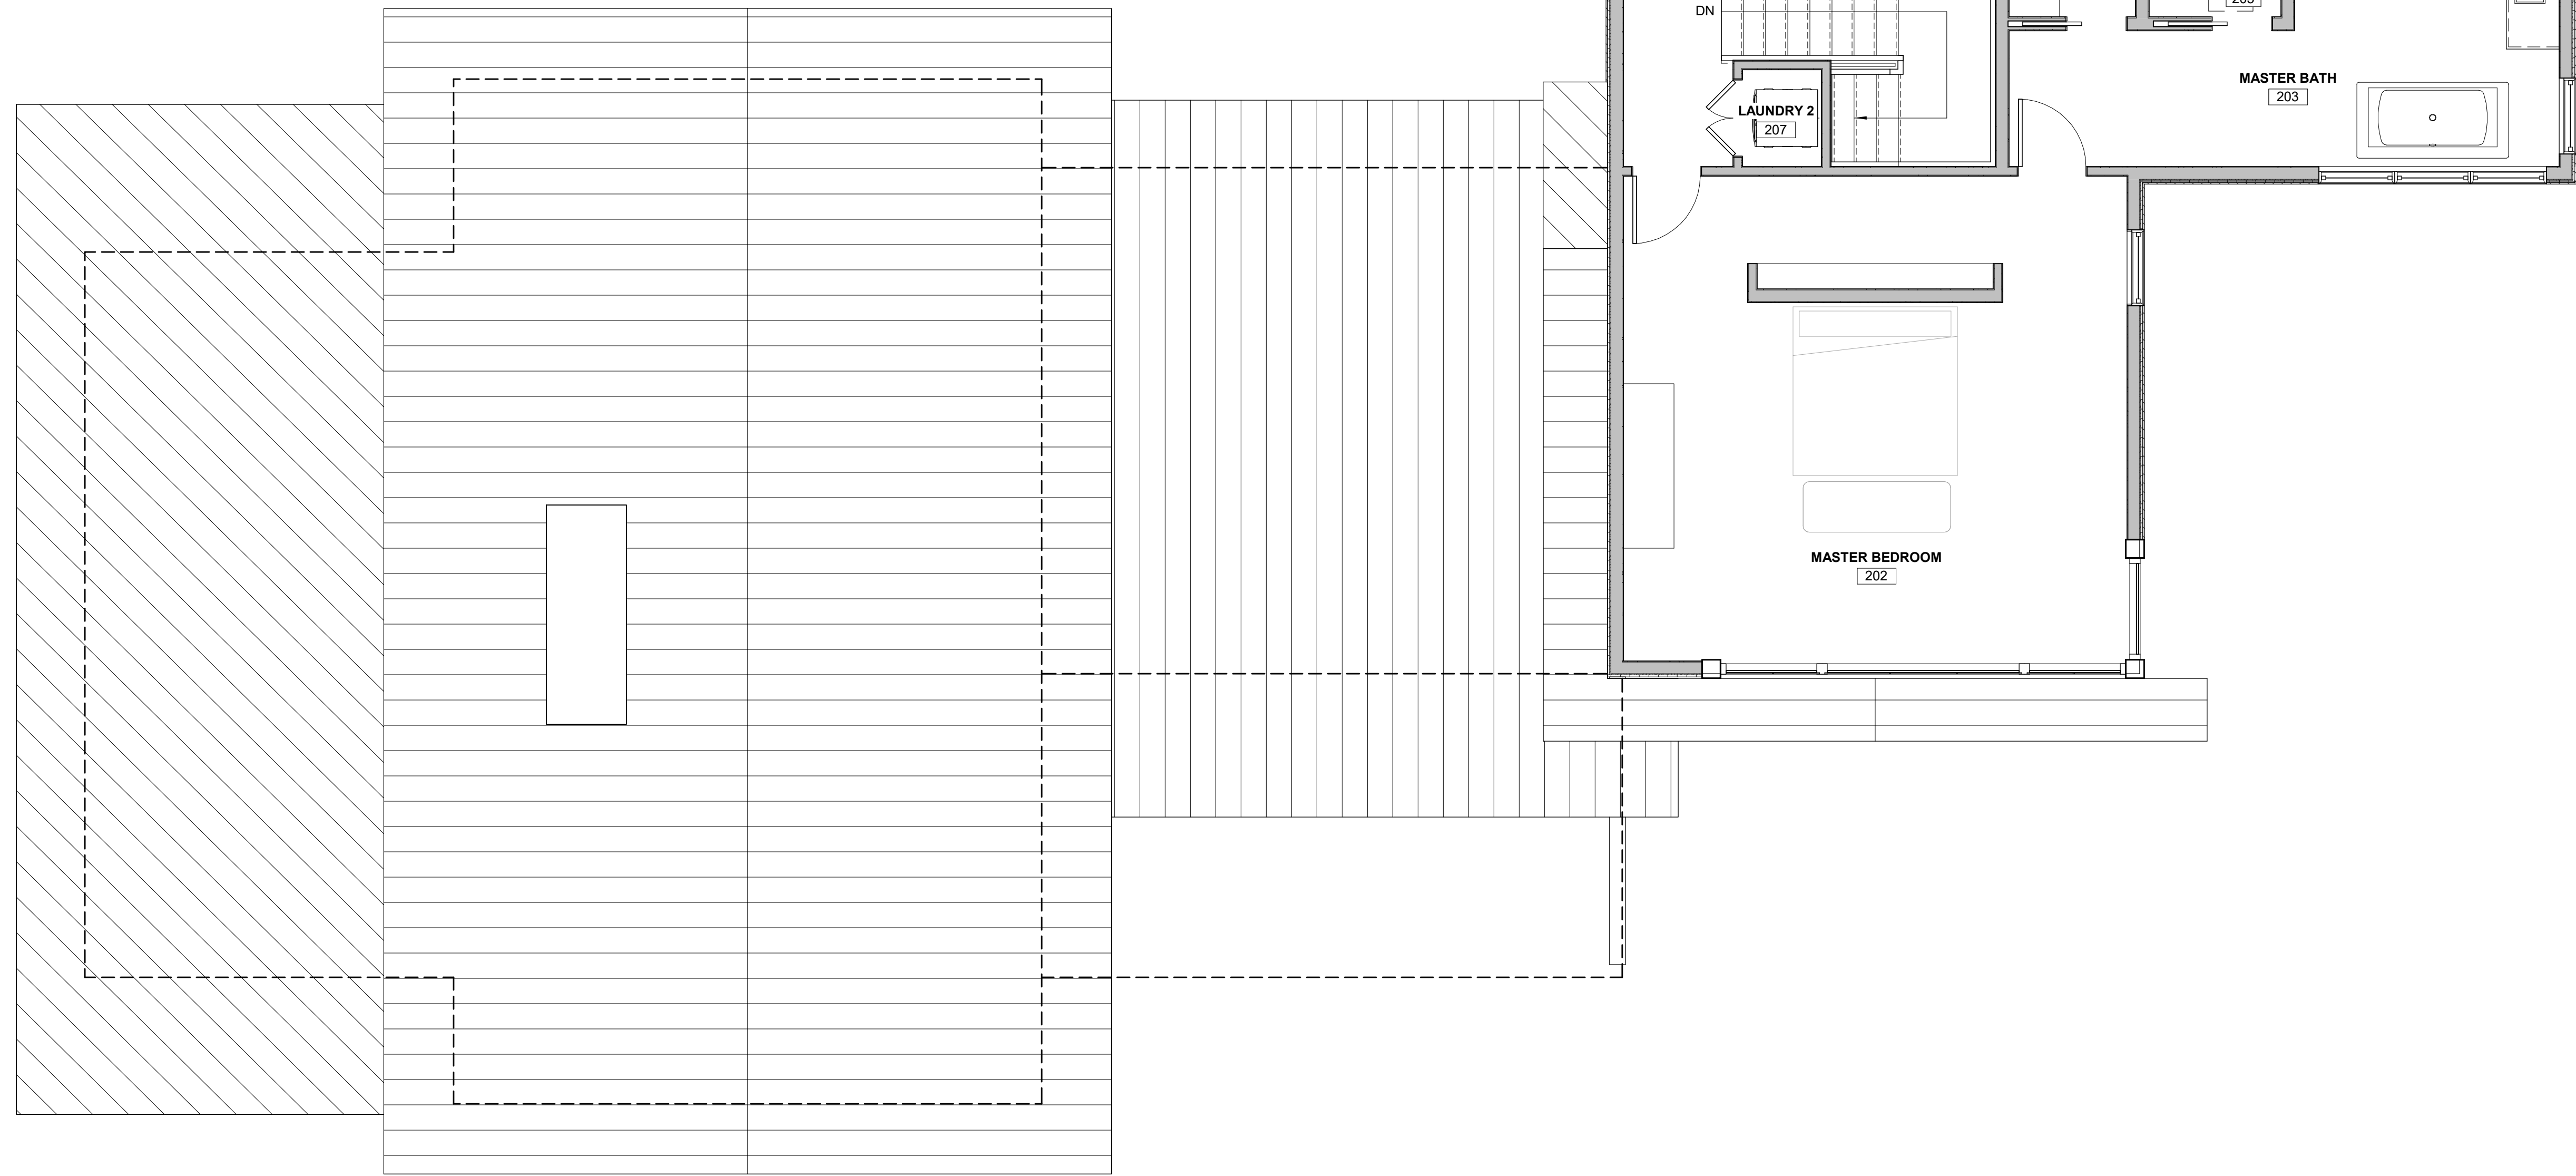 DN
MASTER BATH
203
LAUNDRY 2
207
MASTER BEDROOM
202